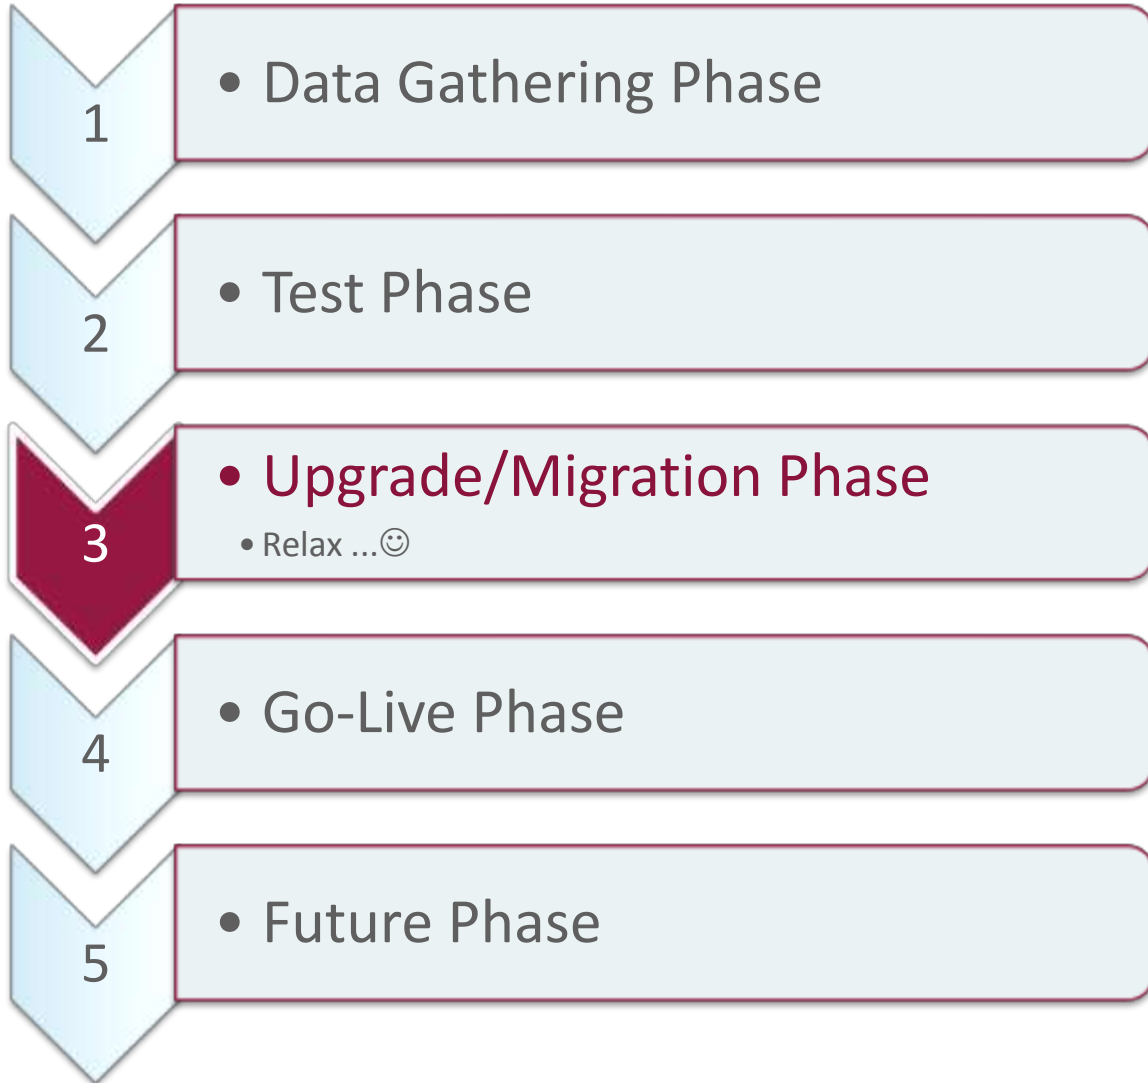 1
• Data Gathering Phase
2
• Test Phase
3
• Upgrade/Migration Phase
• Relax ...☺
4
• Go-Live Phase
5
• Future Phase